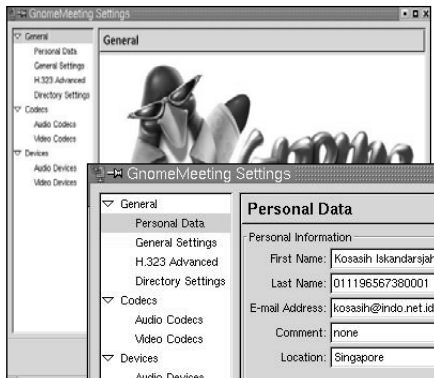 GnomeMeeting Settings
General
Personal Data
General Settings
H.323 Advanced
Directory Settings
Codecs
Audio Codecs
Video Codecs
Devices
Audio Devices
Video Devices
General
GnomeMeeting Settings
General
Personal Data
General Settings
H.323 Advanced
Directory Settings
Codecs
Audio Codecs
Video Codecs
Devices
Audio Devices
Personal Data
Personal Information
First Name: Kosasih Iskandarsjah
Last Name: 011196567380001
E-mail Address: kosasih@indo.net.id
Comment: none
Location: Singapore